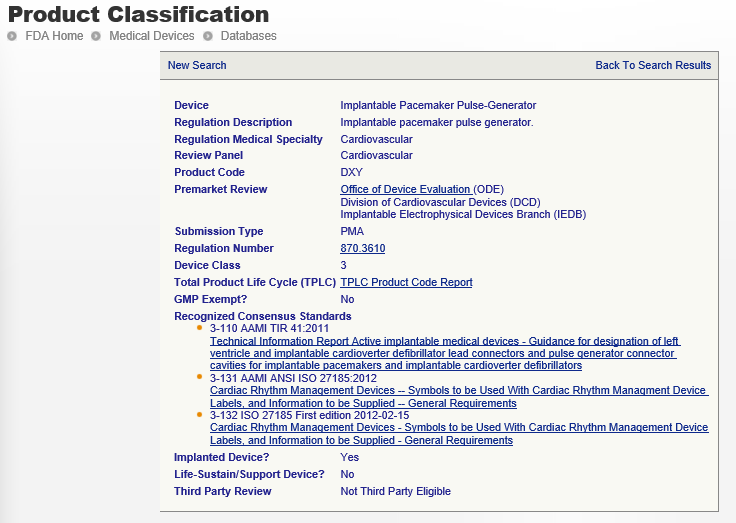 Product Classification
FDA Home Medical Devices Databases
New Search Back To Search Results
Device Implantable Pacemaker Pulse-Generator
Regulation Description Implantable pacemaker pulse generator.
Regulation Medical Specialty Cardiovascular
Review Panel Cardiovascular
Product Code DXY
Premarket Review Office of Device Evaluation (ODE)
Division of Cardiovascular Devices (DCD)
Implantable Electrophysical Devices Branch (IEDB)
Submission Type PMA
Regulation Number 870.3610
Device Class 3
Total Product Life Cycle (TPLC) TPLC Product Code Report
GMP Exempt? No
Recognized Consensus Standards
3-110 AAMI TIR 41:2011
Technical Information Report Active implantable medical devices - Guidance for designation of left
ventricle and implantable cardioverter defibrillator lead connectors and pulse generator connector
cavities for implantable pacemakers and implantable cardioverter defibrillators
3-131 AAMI ANSI ISO 27185:2012
Cardiac Rhythm Management Devices -- Symbols to be Used With Cardiac Rhythm Managment Device
Labels, and Information to be Supplied -- General Requirements
3-132 ISO 27185 First edition 2012-02-15
Cardiac Rhythm Management Devices - Symbols to be Used With Cardiac Rhythm Management Device
Labels, and Information to be Supplied - General Requirements
Implanted Device? Yes
Life-Sustain/Support Device? No
Third Party Review Not Third Party Eligible